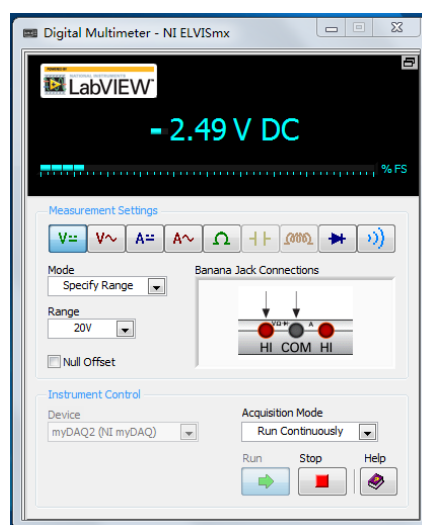 Digital Multimeter - NI ELVISmx
LabVIEW
- 2.49 V DC
% FS
Measurement Settings
V
V
A
A
Ω
Mode
Banana Jack Connections
Specify Range
Range
20V
HI COM HI
Null Offset
Instrument Control
Device
Acquisition Mode
myDAQ2 (NI myDAQ)
Run Continuously
Run Stop Help